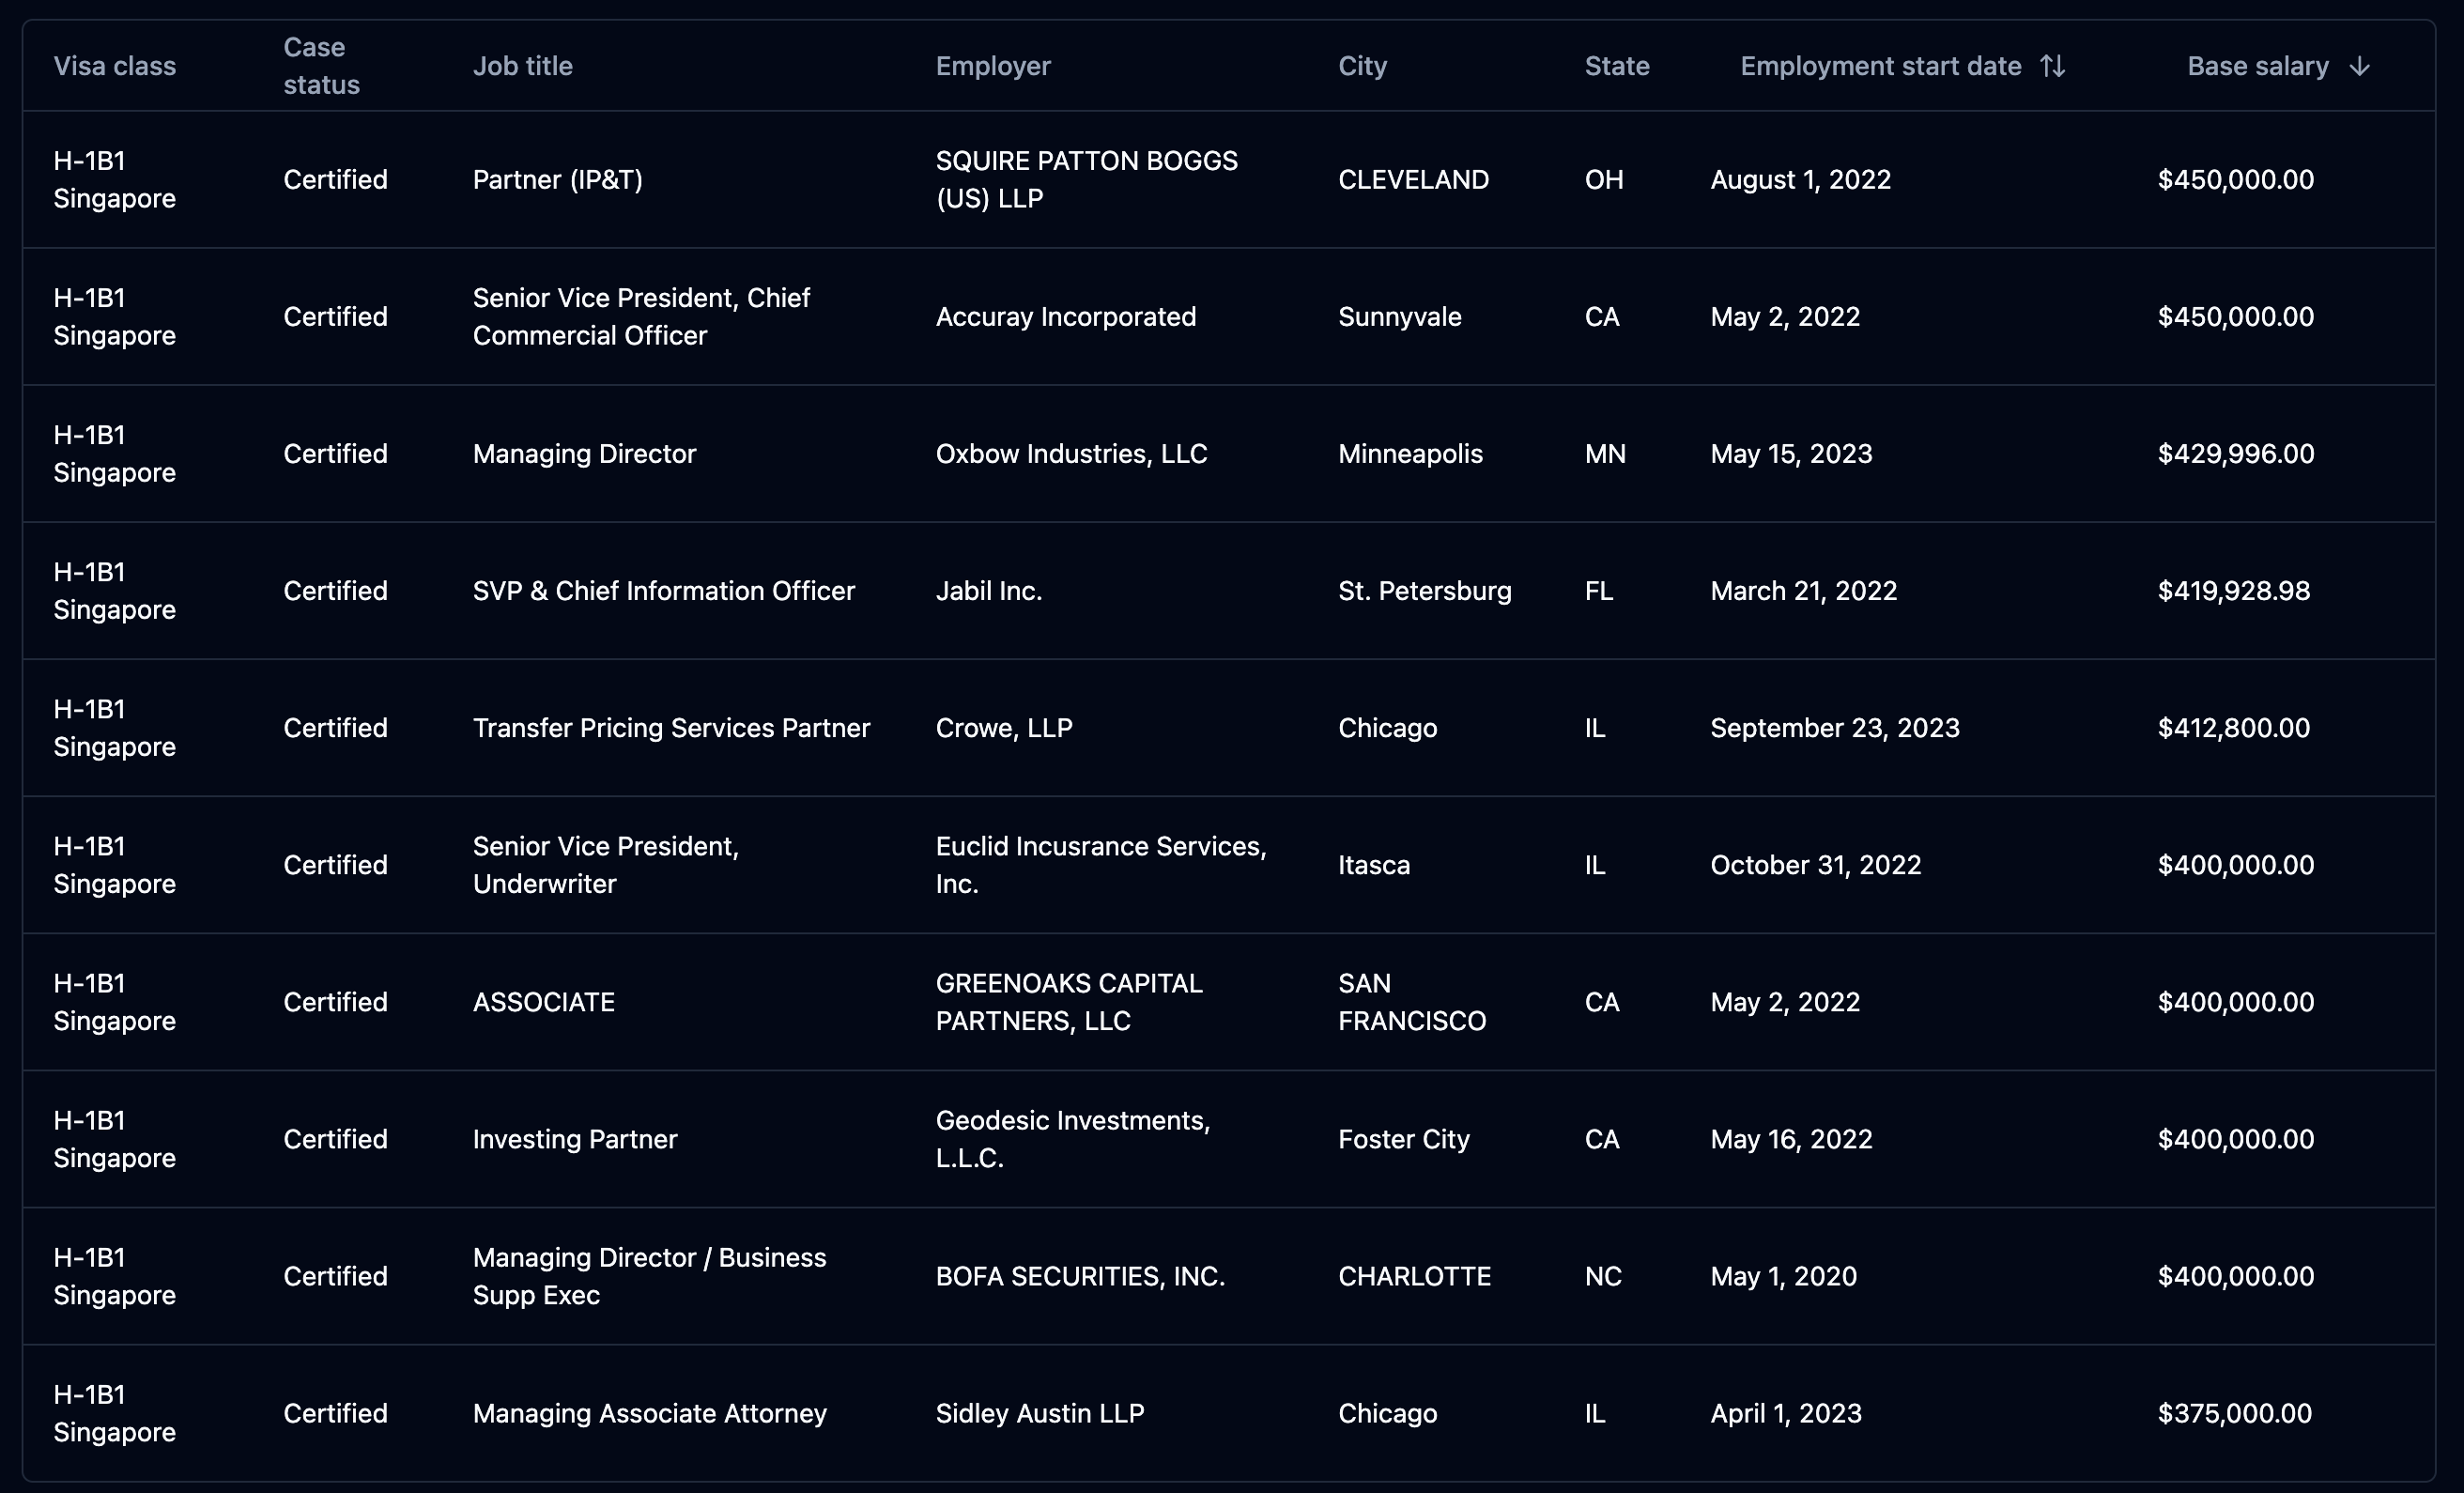 Visa class
Case
status
Job title
Employer
City
State
Employment start date
Base salary
H-1B1
Singapore
Certified
Partner (IP&T)
SQUIRE PATTON BOGGS
(US) LLP
CLEVELAND
OH
August 1, 2022
$450,000.00
H-1B1
Singapore
Certified
Senior Vice President, Chief
Commercial Officer
Accuray Incorporated
Sunnyvale
CA
May 2, 2022
$450,000.00
H-1B1
Singapore
Certified
Managing Director
Oxbow Industries, LLC
Minneapolis
MN
May 15, 2023
$429,996.00
H-1B1
Singapore
Certified
SVP & Chief Information Officer
Jabil Inc.
St. Petersburg
FL
March 21, 2022
$419,928.98
H-1B1
Singapore
Certified
Transfer Pricing Services Partner
Crowe, LLP
Chicago
IL
September 23, 2023
$412,800.00
H-1B1
Singapore
Certified
Senior Vice President,
Underwriter
Euclid Incusrance Services,
Inc.
Itasca
IL
October 31, 2022
$400,000.00
H-1B1
Singapore
Certified
ASSOCIATE
GREENOAKS CAPITAL
PARTNERS, LLC
SAN
FRANCISCO
CA
May 2, 2022
$400,000.00
H-1B1
Singapore
Certified
Investing Partner
Geodesic Investments,
L.L.C.
Foster City
CA
May 16, 2022
$400,000.00
H-1B1
Singapore
Certified
Managing Director / Business
Supp Exec
BOFA SECURITIES, INC.
CHARLOTTE
NC
May 1, 2020
$400,000.00
H-1B1
Singapore
Certified
Managing Associate Attorney
Sidley Austin LLP
Chicago
IL
April 1, 2023
$375,000.00